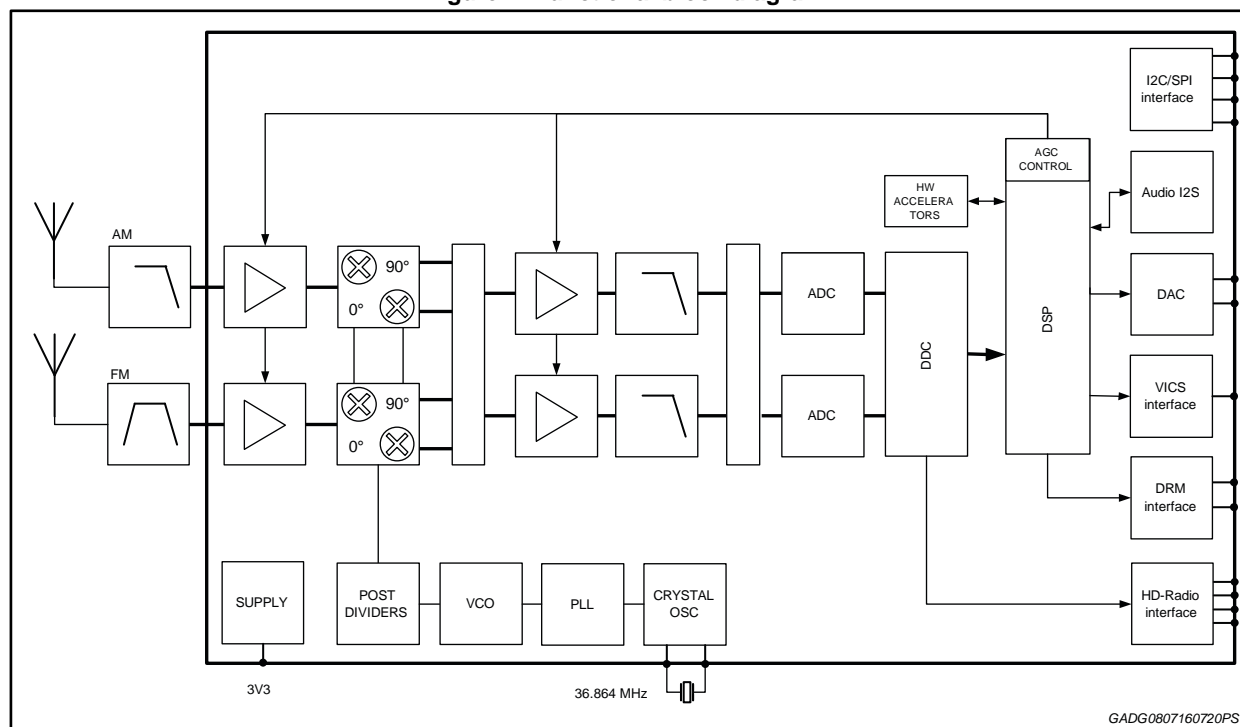 I2C/SPI
interface
AGC
CONTROL
HW
ACCELERA
TORS
Audio I2S
AM
90°
0°
ADC
DAC
DDC
DSP
FM
90°
0°
ADC
VICS
interface
DRM
interface
SUPPLY
POST
DIVIDERS
VCO
PLL
CRYSTAL
OSC
HD-Radio
interface
3V3
36.864 MHz
GADG0807160720PS